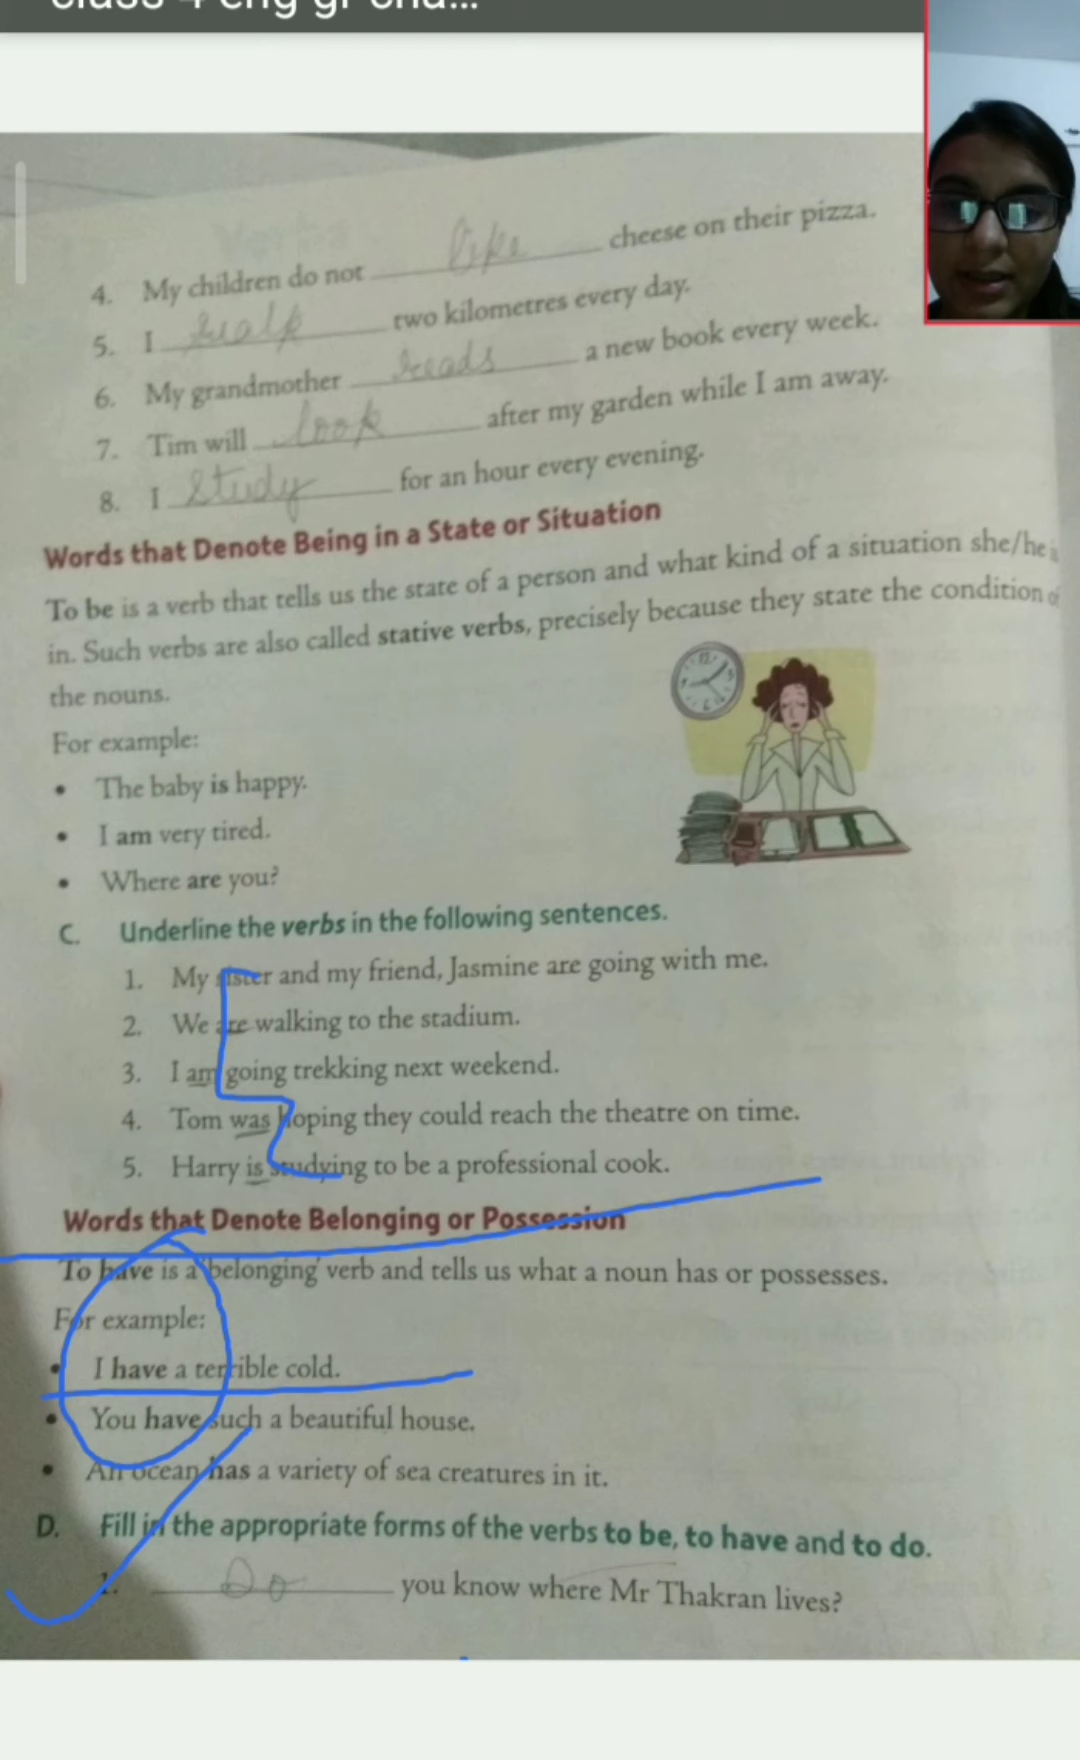 4. My children do not like cheese on their pizza.
5. I walk two kilometres every day.
6. My grandmother reads a new book every week.
7. Tim will look after my garden while I am away.
8. I study for an hour every evening.
Words that Denote Being in a State or Situation
To be is a verb that tells us the state of a person and what kind of a situation she/he is
in. Such verbs are also called stative verbs, precisely because they state the condition of
the nouns.
For example:
• The baby is happy.
• I am very tired.
• Where are you?
C. Underline the verbs in the following sentences.
1. My sister and my friend, Jasmine are going with me.
2. We are walking to the stadium.
3. I am going trekking next weekend.
4. Tom was hoping they could reach the theatre on time.
5. Harry is studying to be a professional cook.
Words that Denote Belonging or Possession
To have is a 'belonging' verb and tells us what a noun has or possesses.
For example:
• I have a terrible cold.
• You have such a beautiful house.
• An ocean has a variety of sea creatures in it.
D. Fill in the appropriate forms of the verbs to be, to have and to do.
1. Do you know where Mr Thakran lives?